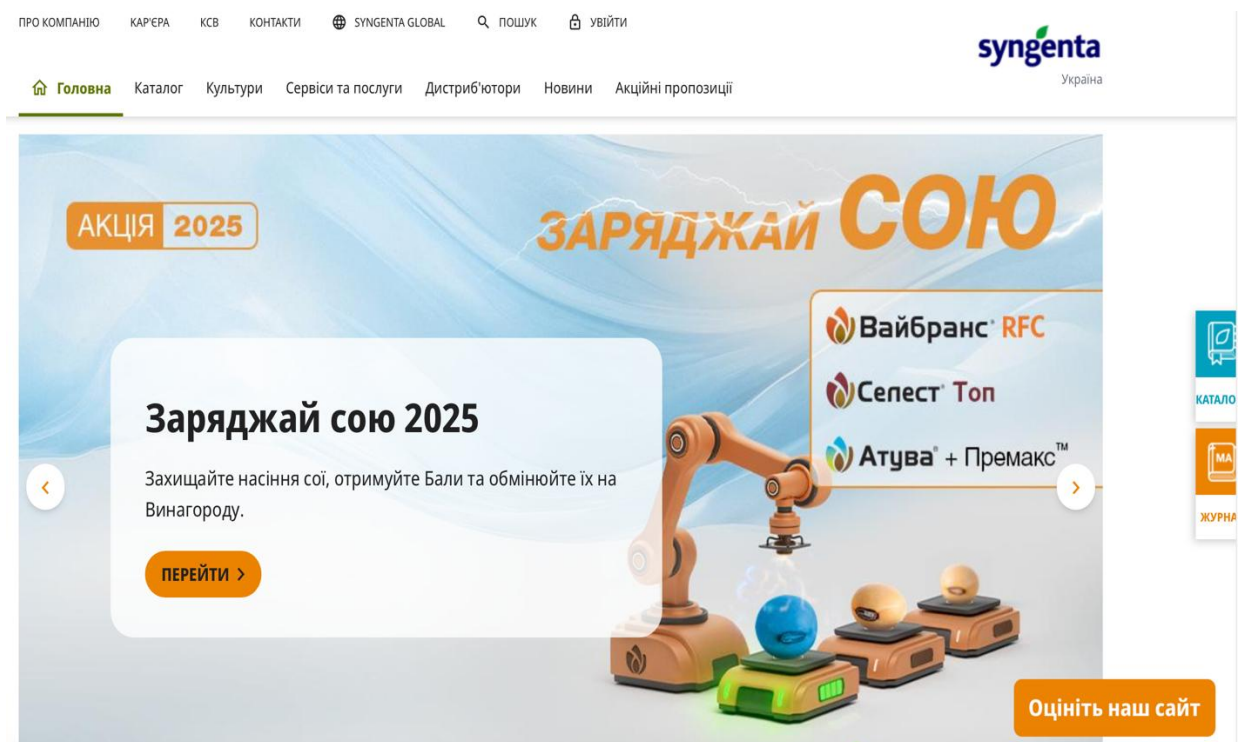 ПРО КОМПАНІЮ КАР'ЄРА КСВ КОНТАКТИ SYNGENTA GLOBAL ПОШУК УВІЙТИ
syngenta
Україна
Головна Каталог Культури Сервіси та послуги Дистриб'ютори Новини Акційні пропозиції
АКЦІЯ 2025
ЗАРЯДЖАЙ СОЮ
Вайбранс® RFC
Селест® Топ
Атува® + Премакс™
Заряджай сою 2025
Захищайте насіння сої, отримуйте Бали та обмінюйте їх на
Винагороду.
ПЕРЕЙТИ >
КАТАЛО
MA
ЖУРНА
Оцініть наш сайт